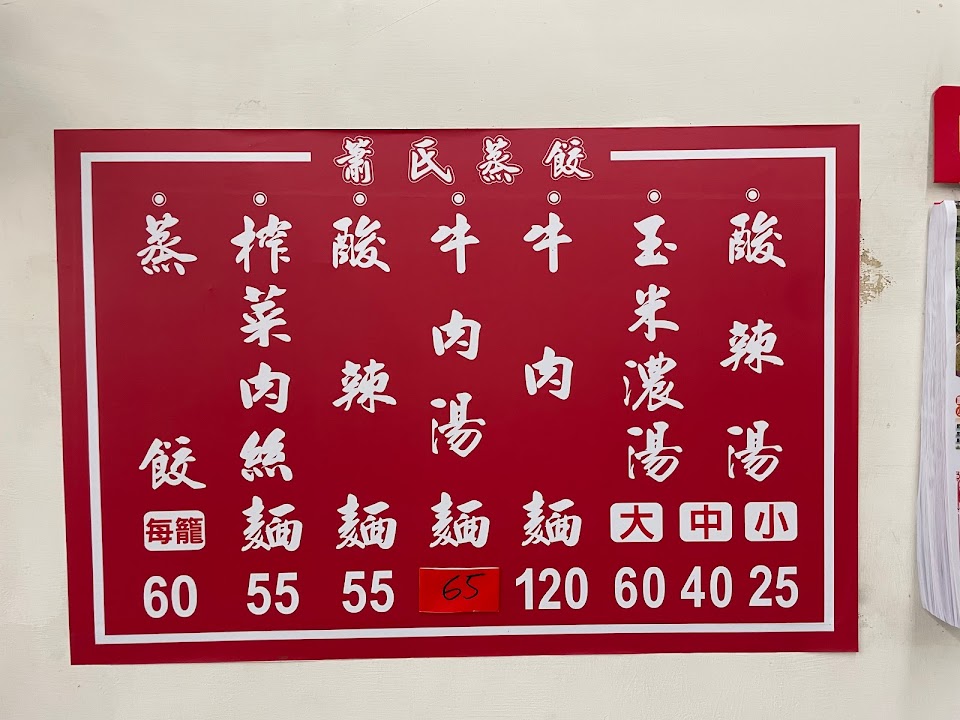 蕭氏蒸餃
蒸餃
每籠
60
榨菜肉絲麵
55
酸辣麵
55
牛肉湯麵
65
牛肉麵
120
玉米濃湯
酸辣湯
大 中 小
60 40 25